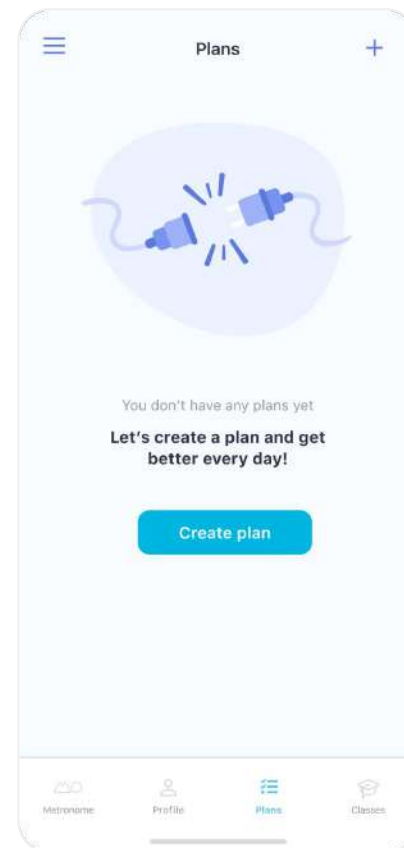 Plans
You don't have any plans yet
Let's create a plan and get
better every day!
Create plan
Metronome
Profile
Plans
Classes